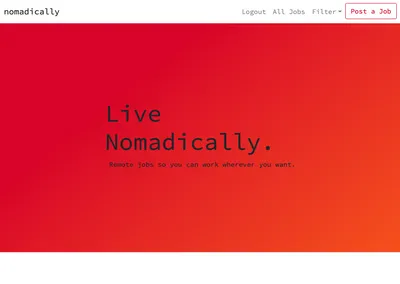 nomadically
Logout All Jobs Filter Post a Job
Live
Nomadically.
Remote jobs so you can work wherever you want.